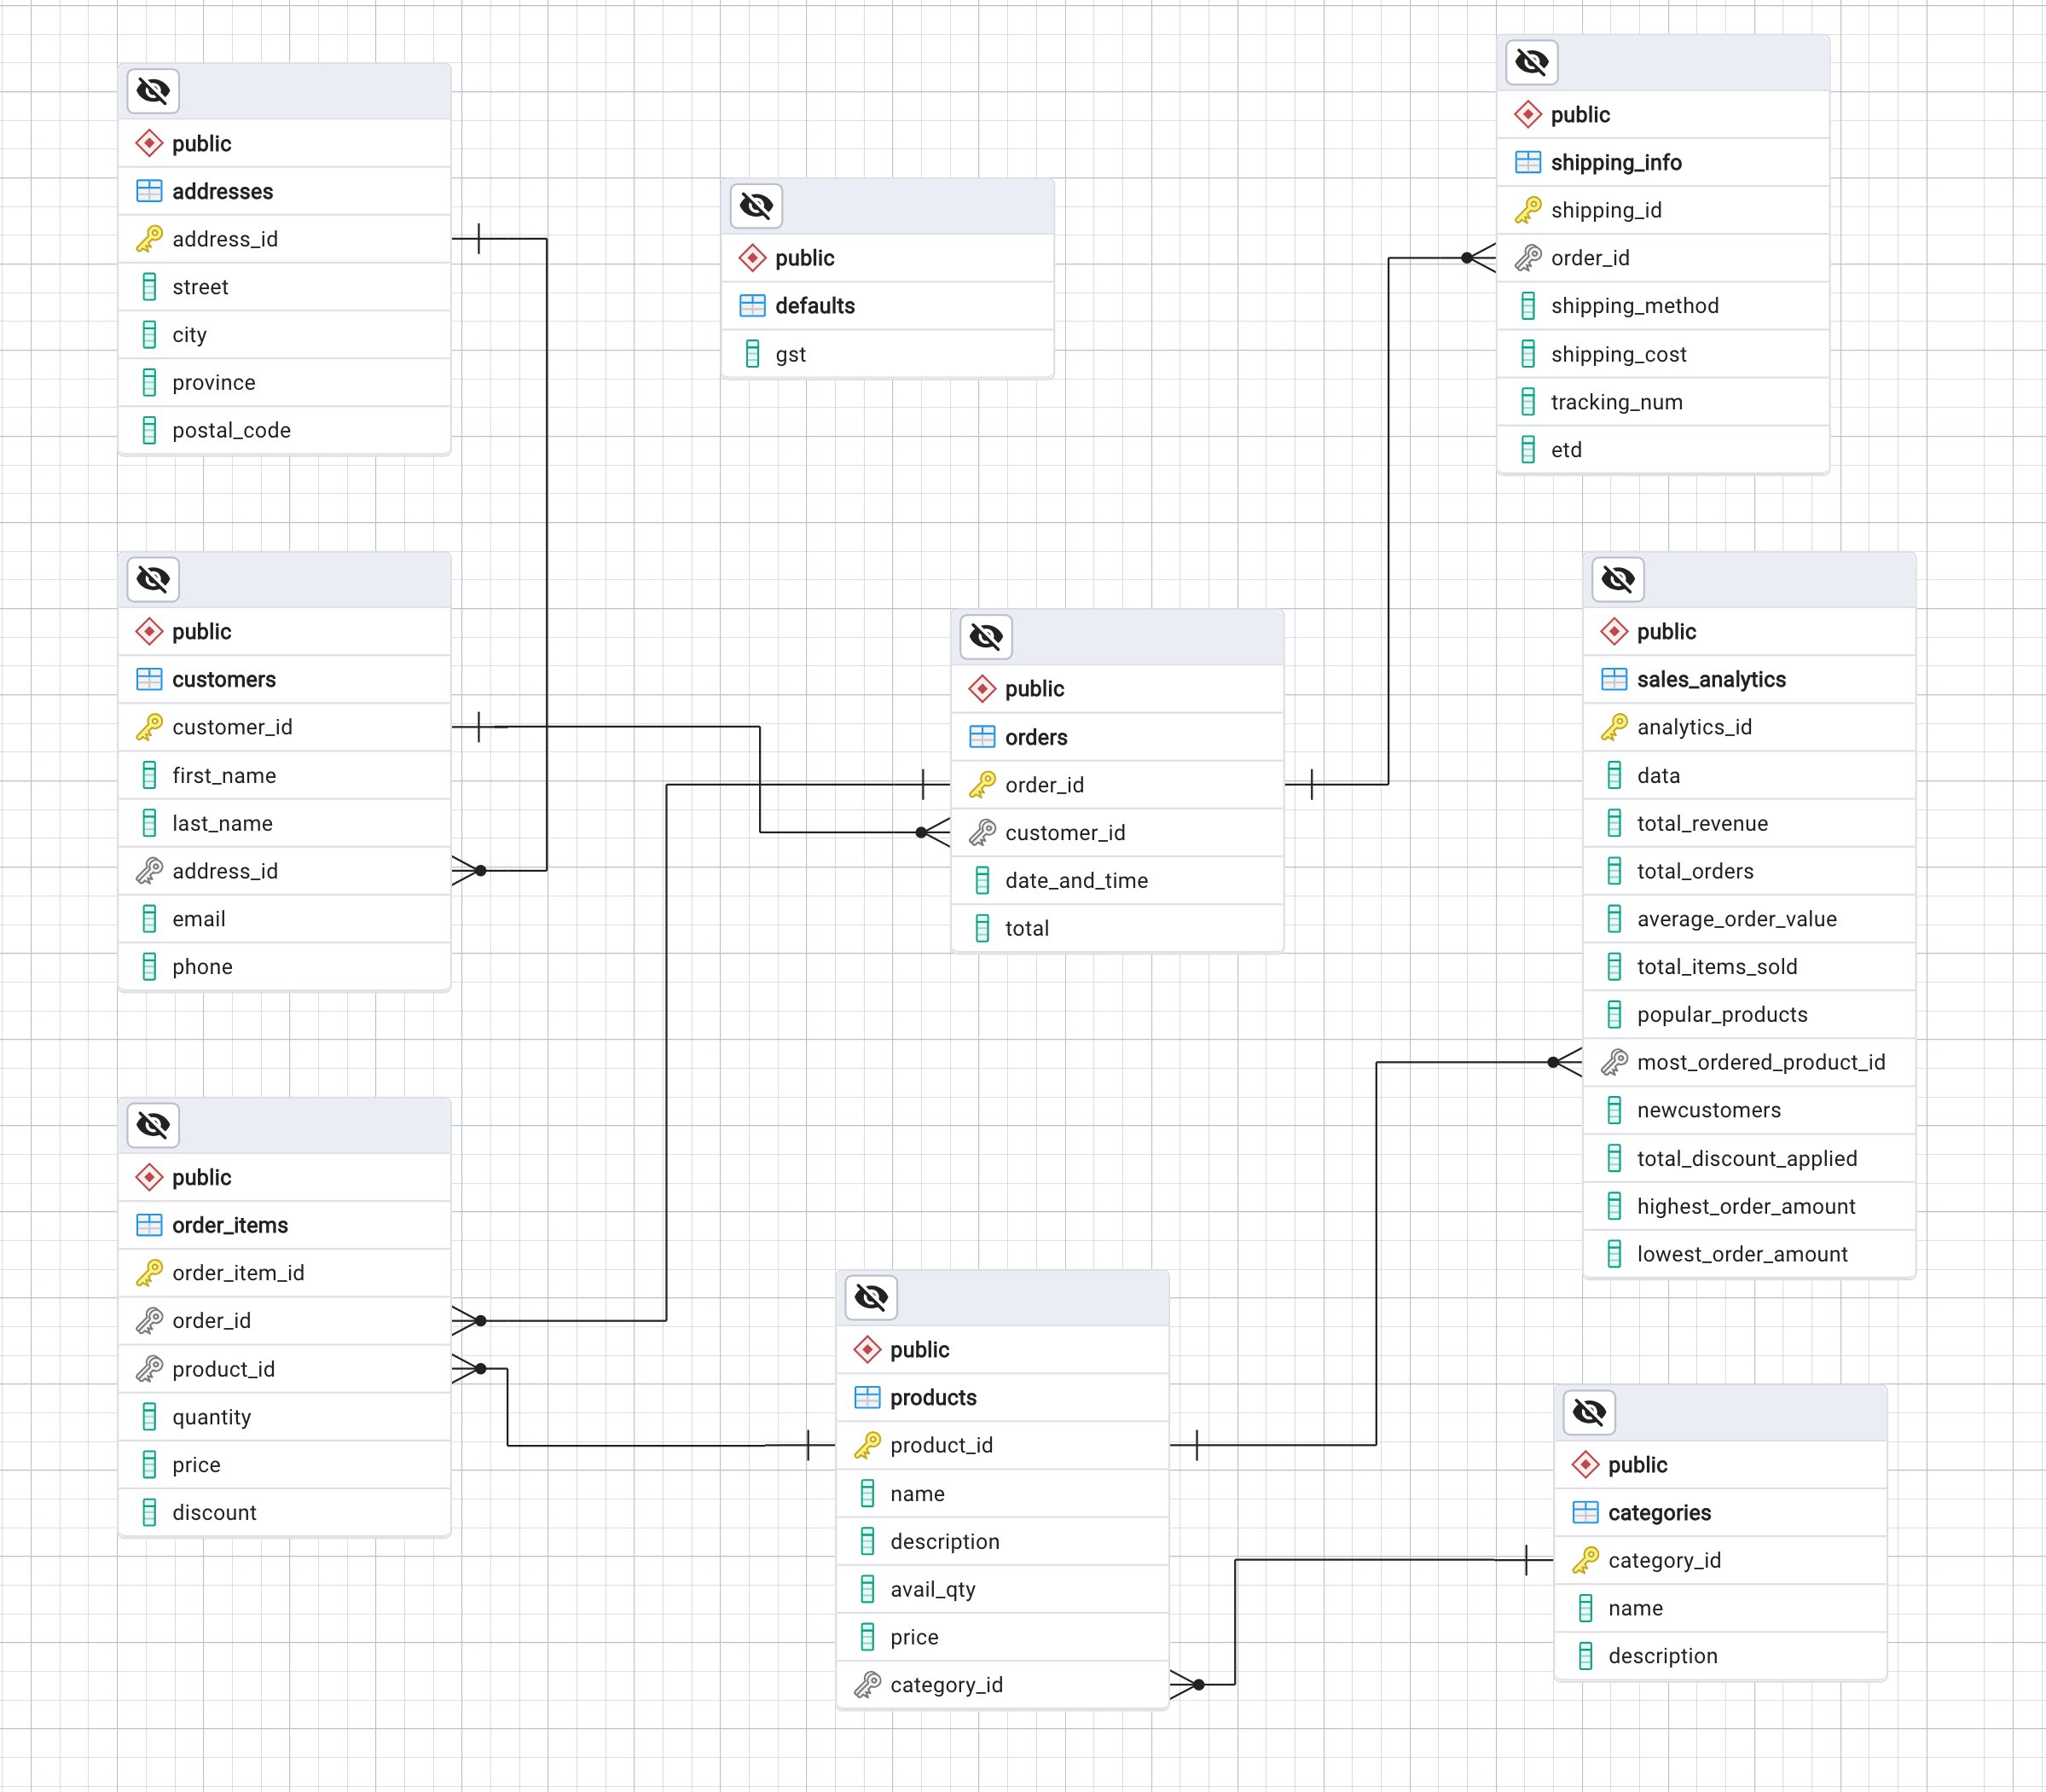 public
addresses
address_id
street
city
province
postal_code
public
defaults
gst
public
shipping_info
shipping_id
order_id
shipping_method
shipping_cost
tracking_num
etd
public
customers
customer_id
first_name
last_name
address_id
email
phone
public
orders
order_id
customer_id
date_and_time
total
public
sales_analytics
analytics_id
data
total_revenue
total_orders
average_order_value
total_items_sold
popular_products
most_ordered_product_id
newcustomers
total_discount_applied
highest_order_amount
lowest_order_amount
public
order_items
order_item_id
order_id
product_id
quantity
price
discount
public
products
product_id
name
description
avail_qty
price
category_id
public
categories
category_id
name
description